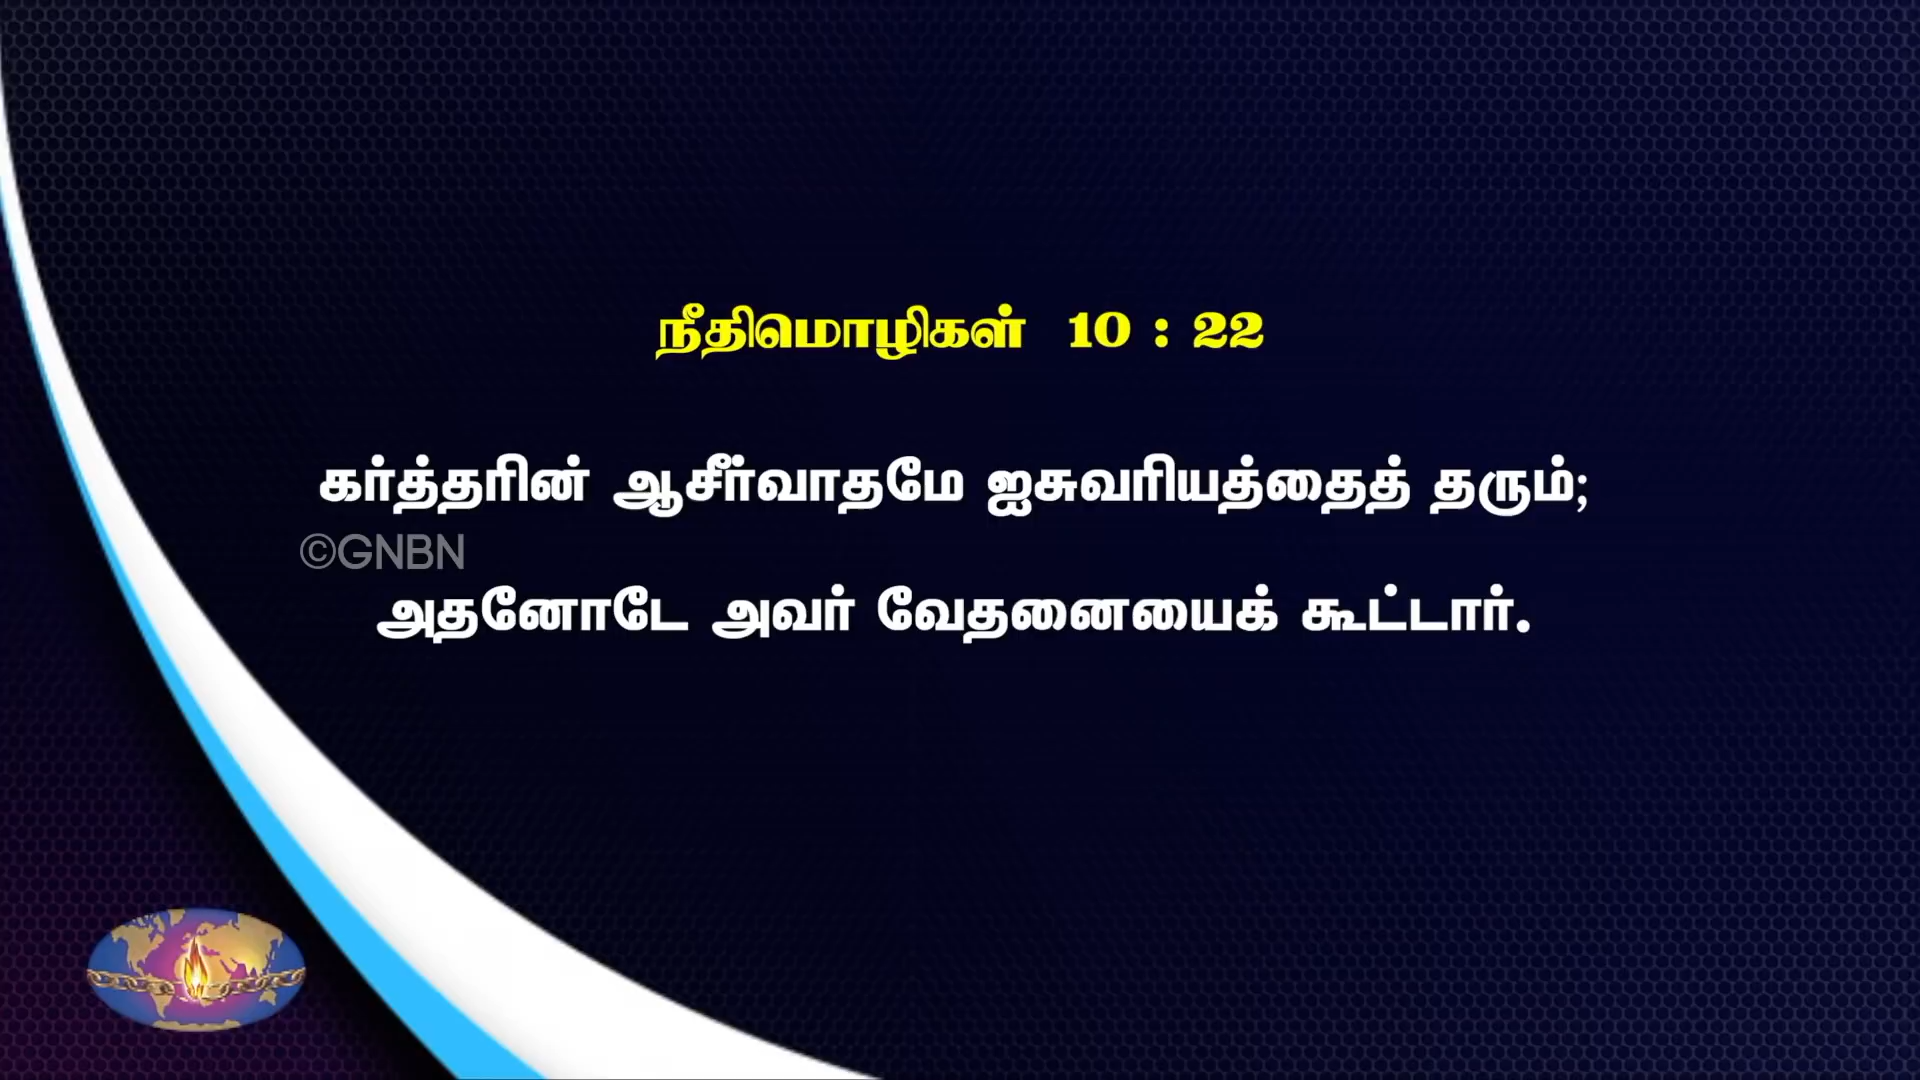 நீதிமொழிகள் 10 : 22
கர்த்தரின் ஆசீர்வாதமே ஐசுவரியத்தைத் தரும்;
©GNBN
அதனோடே அவர் வேதனையைக் கூட்டார்.